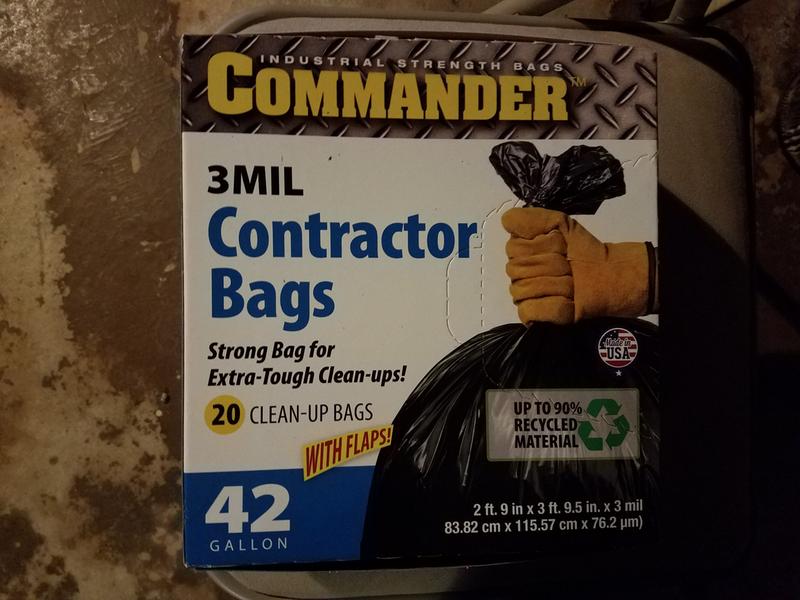 INDUSTRIAL STRENGTH BAGS
COMMANDER™
3 MIL
Contractor
Bags
Strong Bag for
Extra-Tough Clean-ups!
20 CLEAN-UP BAGS
WITH FLAPS!
42
GALLON
Made in
USA
UP TO 90%
RECYCLED
MATERIAL
2 ft. 9 in x 3 ft. 9.5 in. x 3 mil
83.82 cm x 115.57 cm x 76.2 µm)